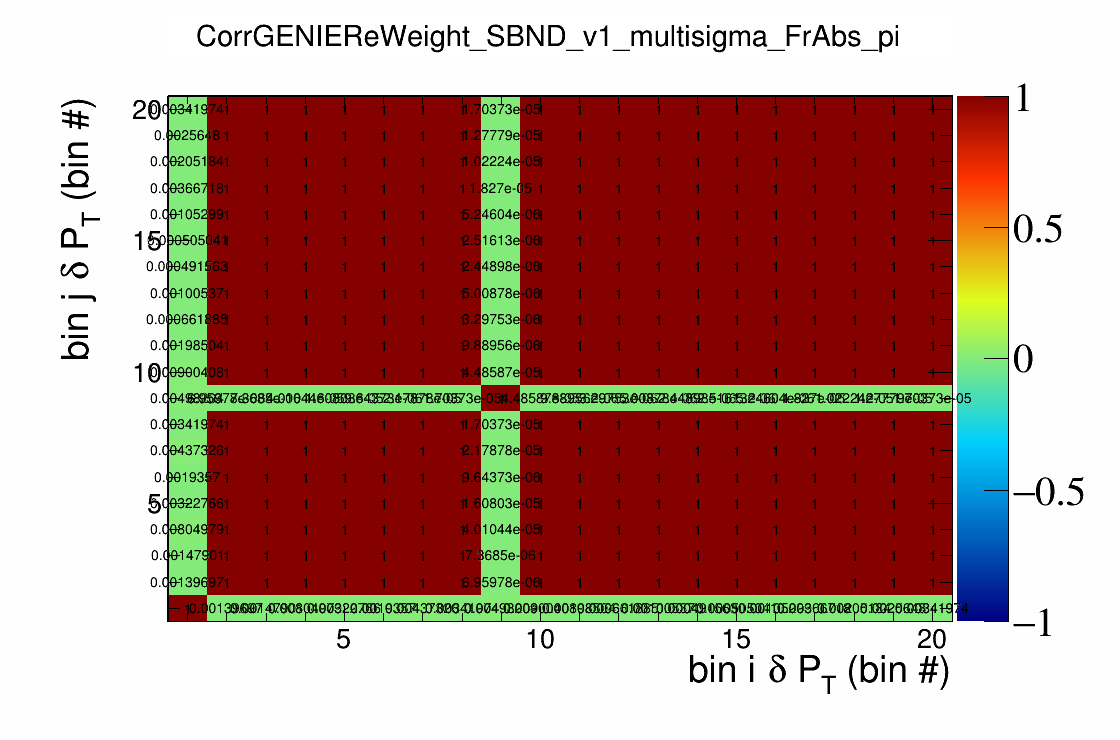 CorrGENIEReWeight_SBND_v1_multisigma_FrAbs_pi
bin j δ P_T (bin #)
20
15
10
5
0.00341974 1 1 1 1 1 1 1 1.70373e-05 1 1 1 1 1 1 1 1 1 1 1
0.0025648 1 1 1 1 1 1 1 1.27779e-05 1 1 1 1 1 1 1 1 1 1 1
0.00205184 1 1 1 1 1 1 1 1.02224e-05 1 1 1 1 1 1 1 1 1 1 1
0.00366718 1 1 1 1 1 1 1 1.827e-05 1 1 1 1 1 1 1 1 1 1 1
0.00105299 1 1 1 1 1 1 1 5.24604e-06 1 1 1 1 1 1 1 1 1 1 1
0.000505041 1 1 1 1 1 1 1 2.51613e-06 1 1 1 1 1 1 1 1 1 1 1
0.000491563 1 1 1 1 1 1 1 2.44898e-06 1 1 1 1 1 1 1 1 1 1 1
0.00100537 1 1 1 1 1 1 1 5.00878e-06 1 1 1 1 1 1 1 1 1 1 1
0.000661885 1 1 1 1 1 1 1 3.29753e-06 1 1 1 1 1 1 1 1 1 1 1
0.00198504 1 1 1 1 1 1 1 9.88956e-06 1 1 1 1 1 1 1 1 1 1 1
0.00900408 1 1 1 1 1 1 1 4.48587e-05 1 1 1 1 1 1 1 1 1 1 1
0.00341974 1 1 1 1 1 1 1 1.70373e-05 1 1 1 1 1 1 1 1 1 1 1
0.00437326 1 1 1 1 1 1 1 2.17878e-05 1 1 1 1 1 1 1 1 1 1 1
0.0019357 1 1 1 1 1 1 1 9.64373e-06 1 1 1 1 1 1 1 1 1 1 1
0.00322766 1 1 1 1 1 1 1 1.60803e-05 1 1 1 1 1 1 1 1 1 1 1
0.00804979 1 1 1 1 1 1 1 4.01044e-05 1 1 1 1 1 1 1 1 1 1 1
0.00147901 1 1 1 1 1 1 1 7.3685e-06 1 1 1 1 1 1 1 1 1 1 1
0.00139697 1 1 1 1 1 1 1 6.95978e-06 1 1 1 1 1 1 1 1 1 1 1
5 10 15 20
bin i δ P_T (bin #)
1
0.5
0
−0.5
−1